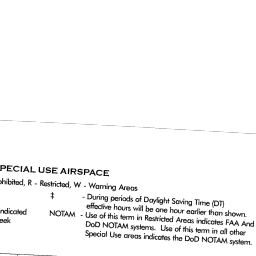 PECIAL USE AIRSPACE
ohibited, R - Restricted, W - Warning Areas
‡ - During periods of Daylight Saving Time (DT)
effective hours will be one hour earlier than shown.
ndicated NOTAM - Use of this term in Restricted Areas indicates FAA And
eek DoD NOTAM systems. Use of this term in all other
Special Use areas indicates the DoD NOTAM system.